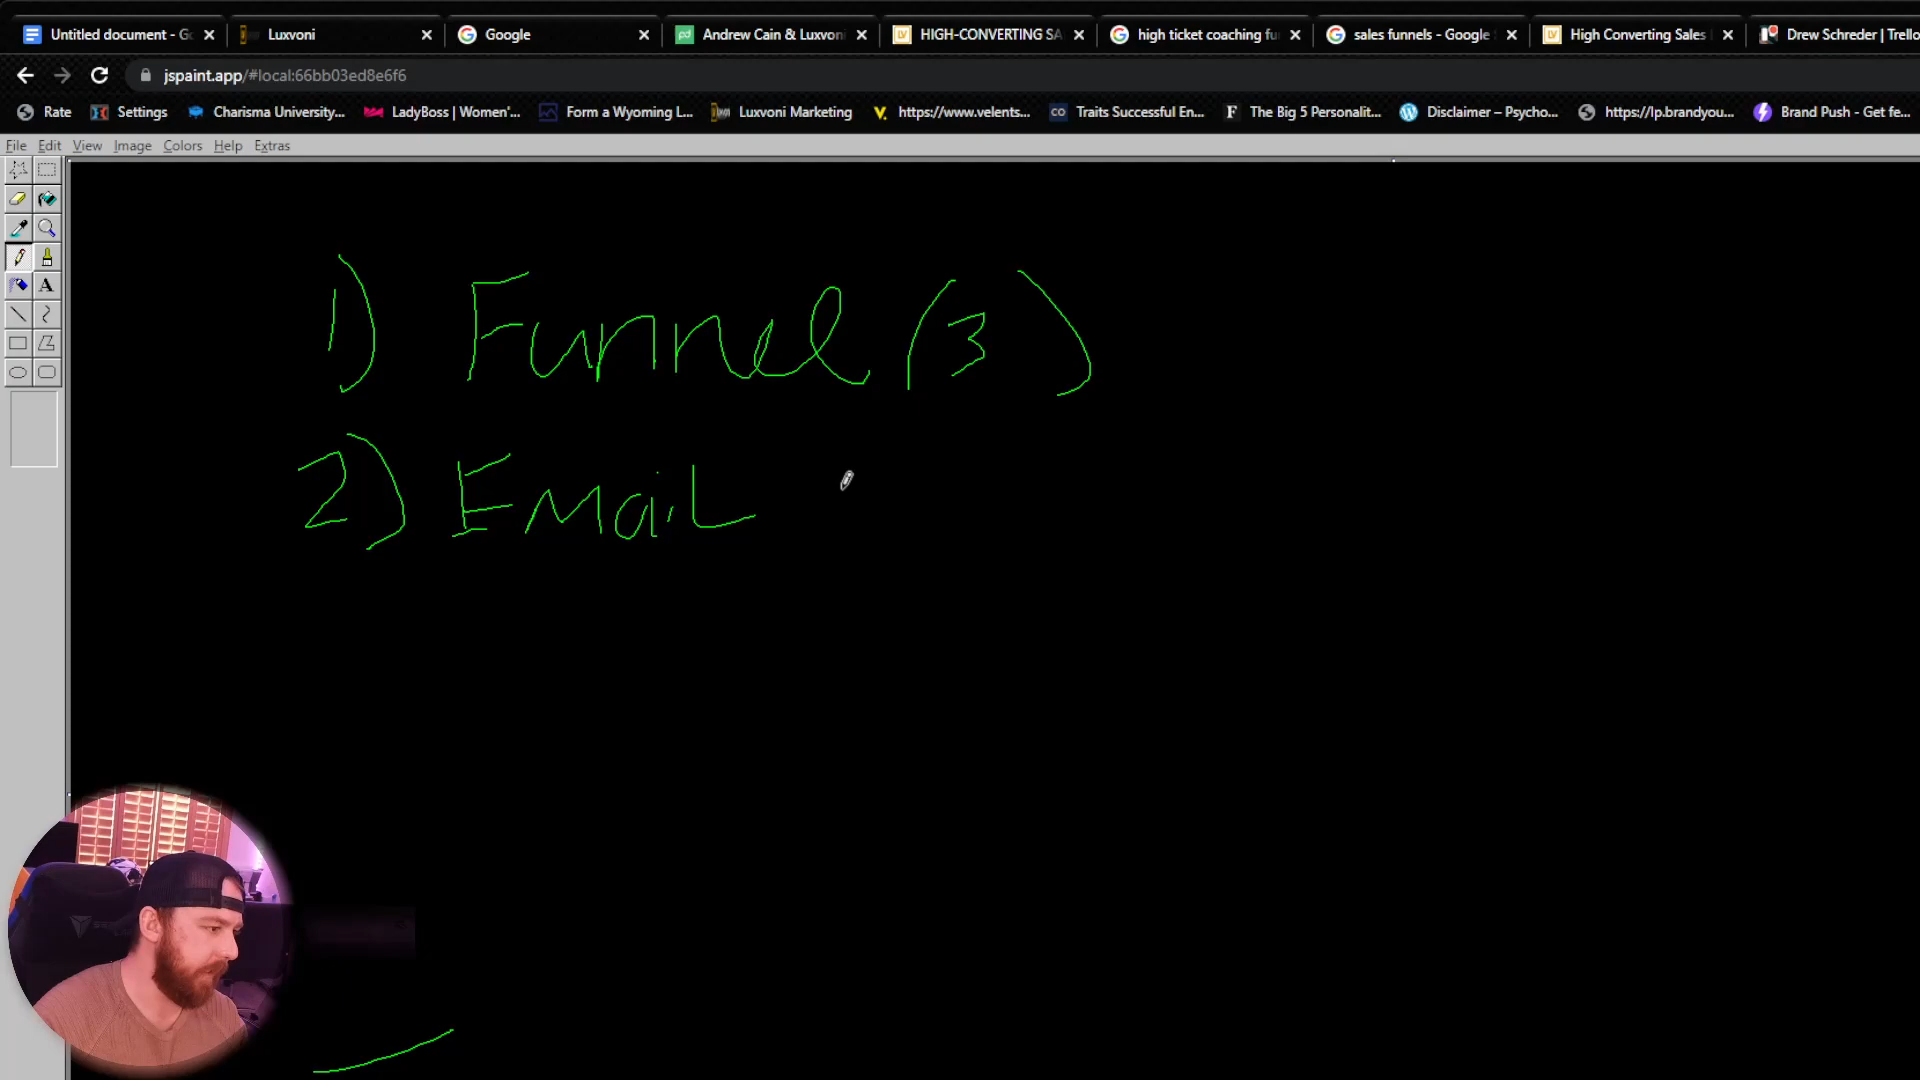 Untitled document - Go
Luxvoni
Google
Andrew Cain & Luxvoni
HIGH-CONVERTING SA
high ticket coaching fu
sales funnels - Google
High Converting Sales
Drew Schreder | Trello
jspaint.app/#local:66bb03ed8e6f6
Rate
Settings
Charisma University...
LadyBoss | Women'...
Form a Wyoming L...
Luxvoni Marketing
https://www.velents...
Traits Successful En...
The Big 5 Personalit...
Disclaimer – Psycho...
https://lp.brandyou...
Brand Push - Get fe...
File Edit View Image Colors Help Extras
1) Funnel (3)
2) Email